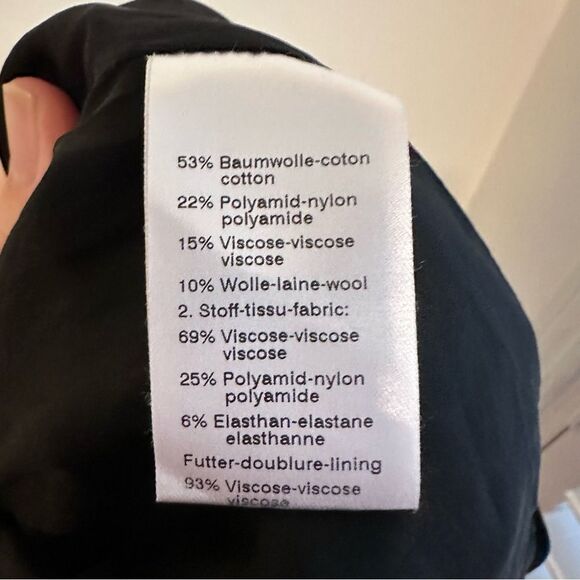 53% Baumwolle-coton
cotton
22% Polyamid-nylon
polyamide
15% Viscose-viscose
viscose
10% Wolle-laine-wool
2. Stoff-tissu-fabric:
69% Viscose-viscose
viscose
25% Polyamid-nylon
polyamide
6% Elasthan-elastane
elasthanne
Futter-doublure-lining
93% Viscose-viscose
viscose